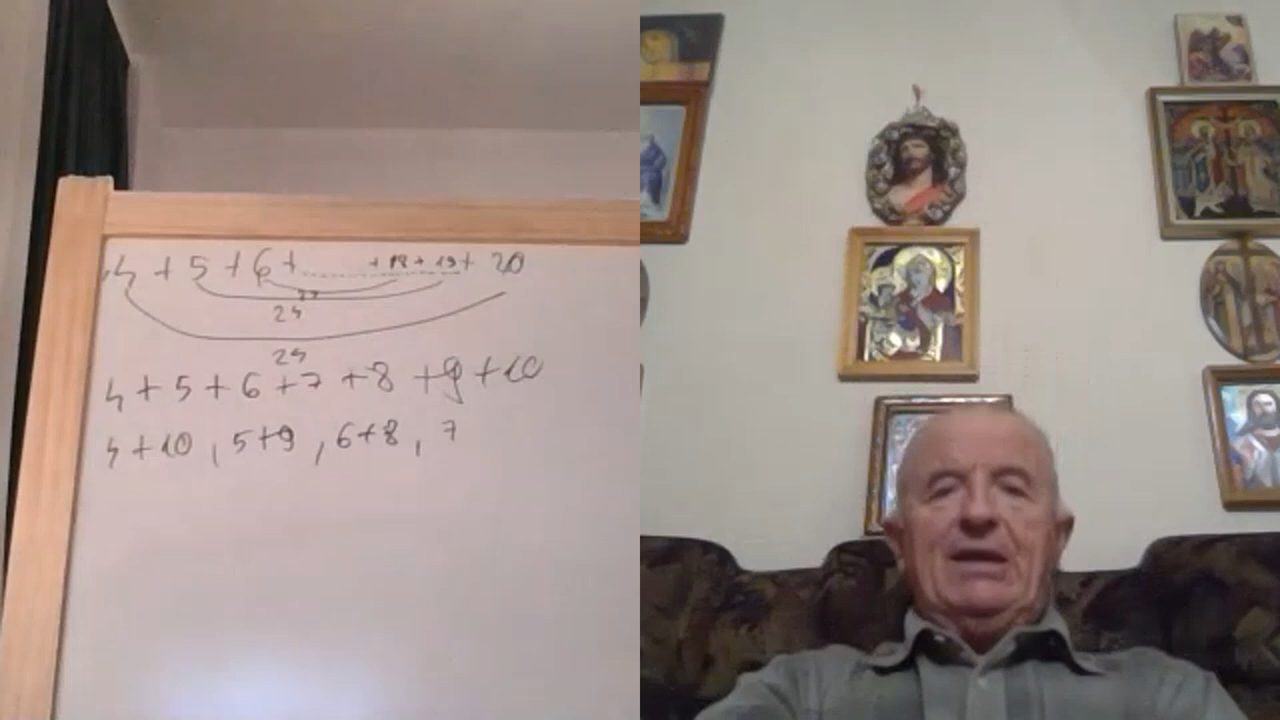 4 + 5 + 6 + ........ + 18 + 19 + 20
24
24
4 + 5 + 6 + 7 + 8 + 9 + 10
4 + 10 , 5 + 9 , 6 + 8 , 7